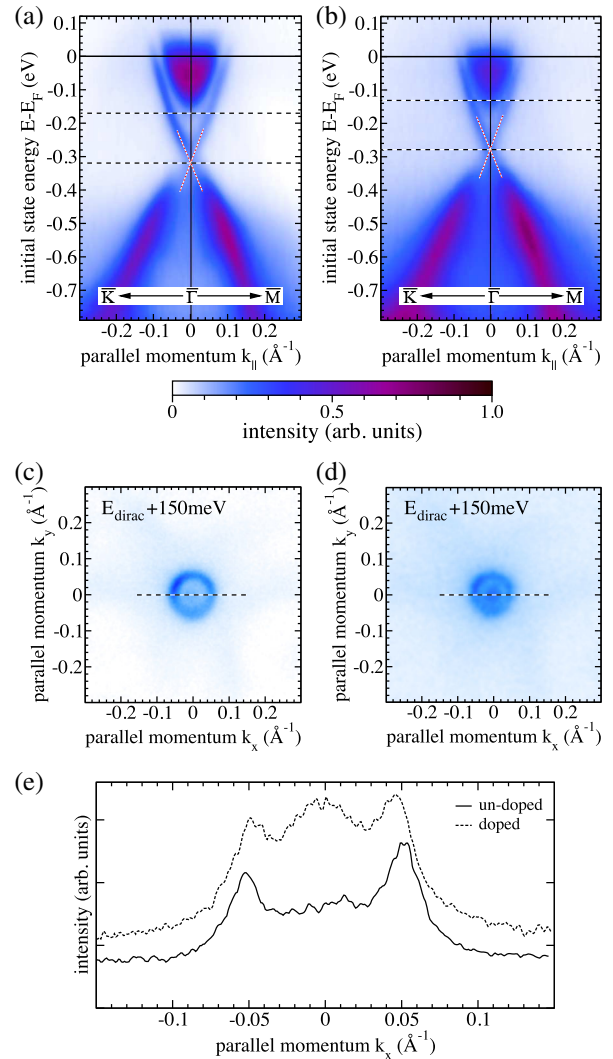 (a)
(b)
initial state energy E-E_F (eV)
0.1
0
-0.1
-0.2
-0.3
-0.4
-0.5
-0.6
-0.7
K̅ Γ̅ M̅
-0.2 -0.1 0 0.1 0.2
parallel momentum k_|| (Å⁻¹)
initial state energy E-E_F (eV)
0.1
0
-0.1
-0.2
-0.3
-0.4
-0.5
-0.6
-0.7
K̅ Γ̅ M̅
-0.2 -0.1 0 0.1 0.2
parallel momentum k_|| (Å⁻¹)
0 0.5 1.0
intensity (arb. units)
(c)
(d)
parallel momentum k_y (Å⁻¹)
E_dirac+150meV
0.2
0.1
0
-0.1
-0.2
-0.2 -0.1 0 0.1 0.2
parallel momentum k_x (Å⁻¹)
parallel momentum k_y (Å⁻¹)
E_dirac+150meV
0.2
0.1
0
-0.1
-0.2
-0.2 -0.1 0 0.1 0.2
parallel momentum k_x (Å⁻¹)
(e)
intensity (arb. units)
un-doped
doped
-0.1 -0.05 0 0.05 0.1
parallel momentum k_x (Å⁻¹)